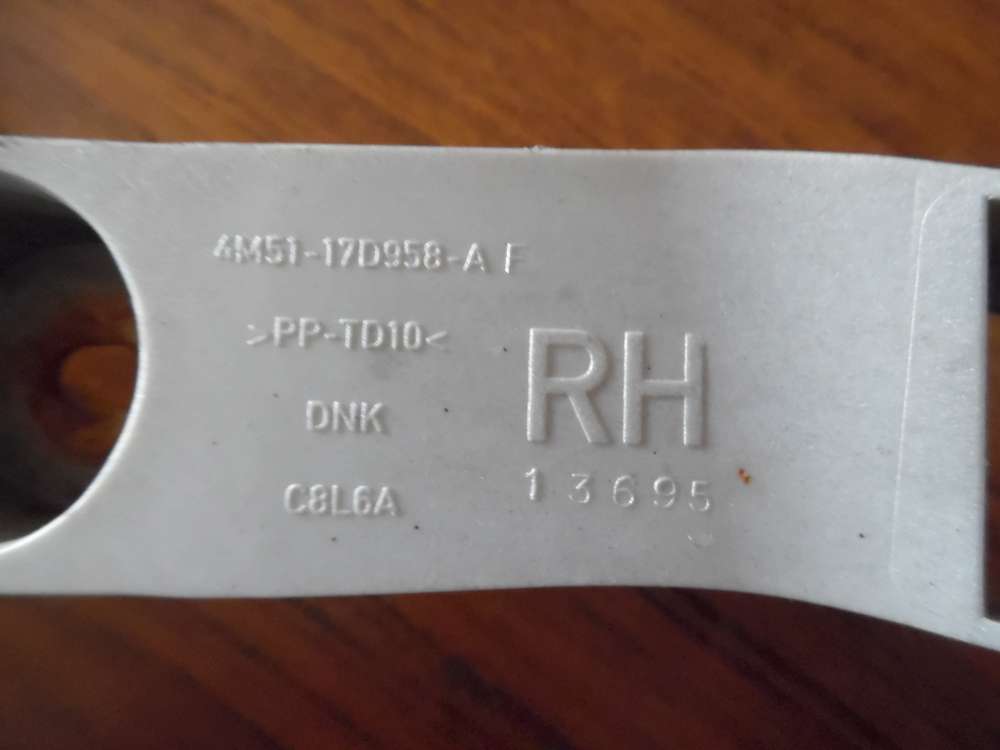 4M51-17D958-A F
>PP-TD10<
DNK
C8L6A
RH
13695